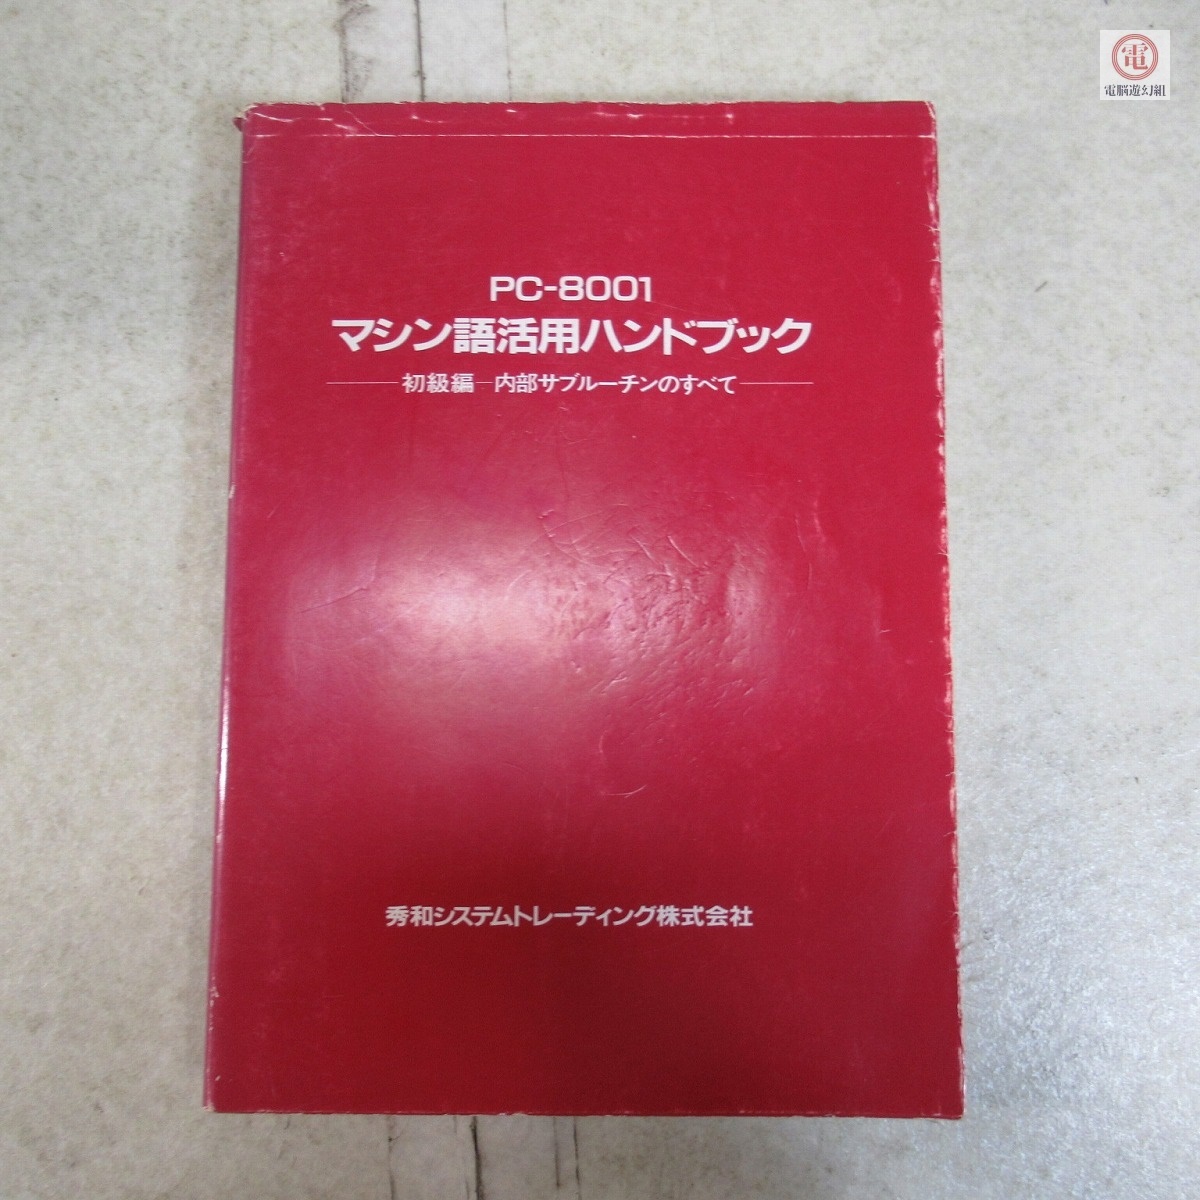 電
電脳遊幻組
PC-8001
マシン語活用ハンドブック
初級編─内部サブルーチンのすべて
秀和システムトレーディング株式会社